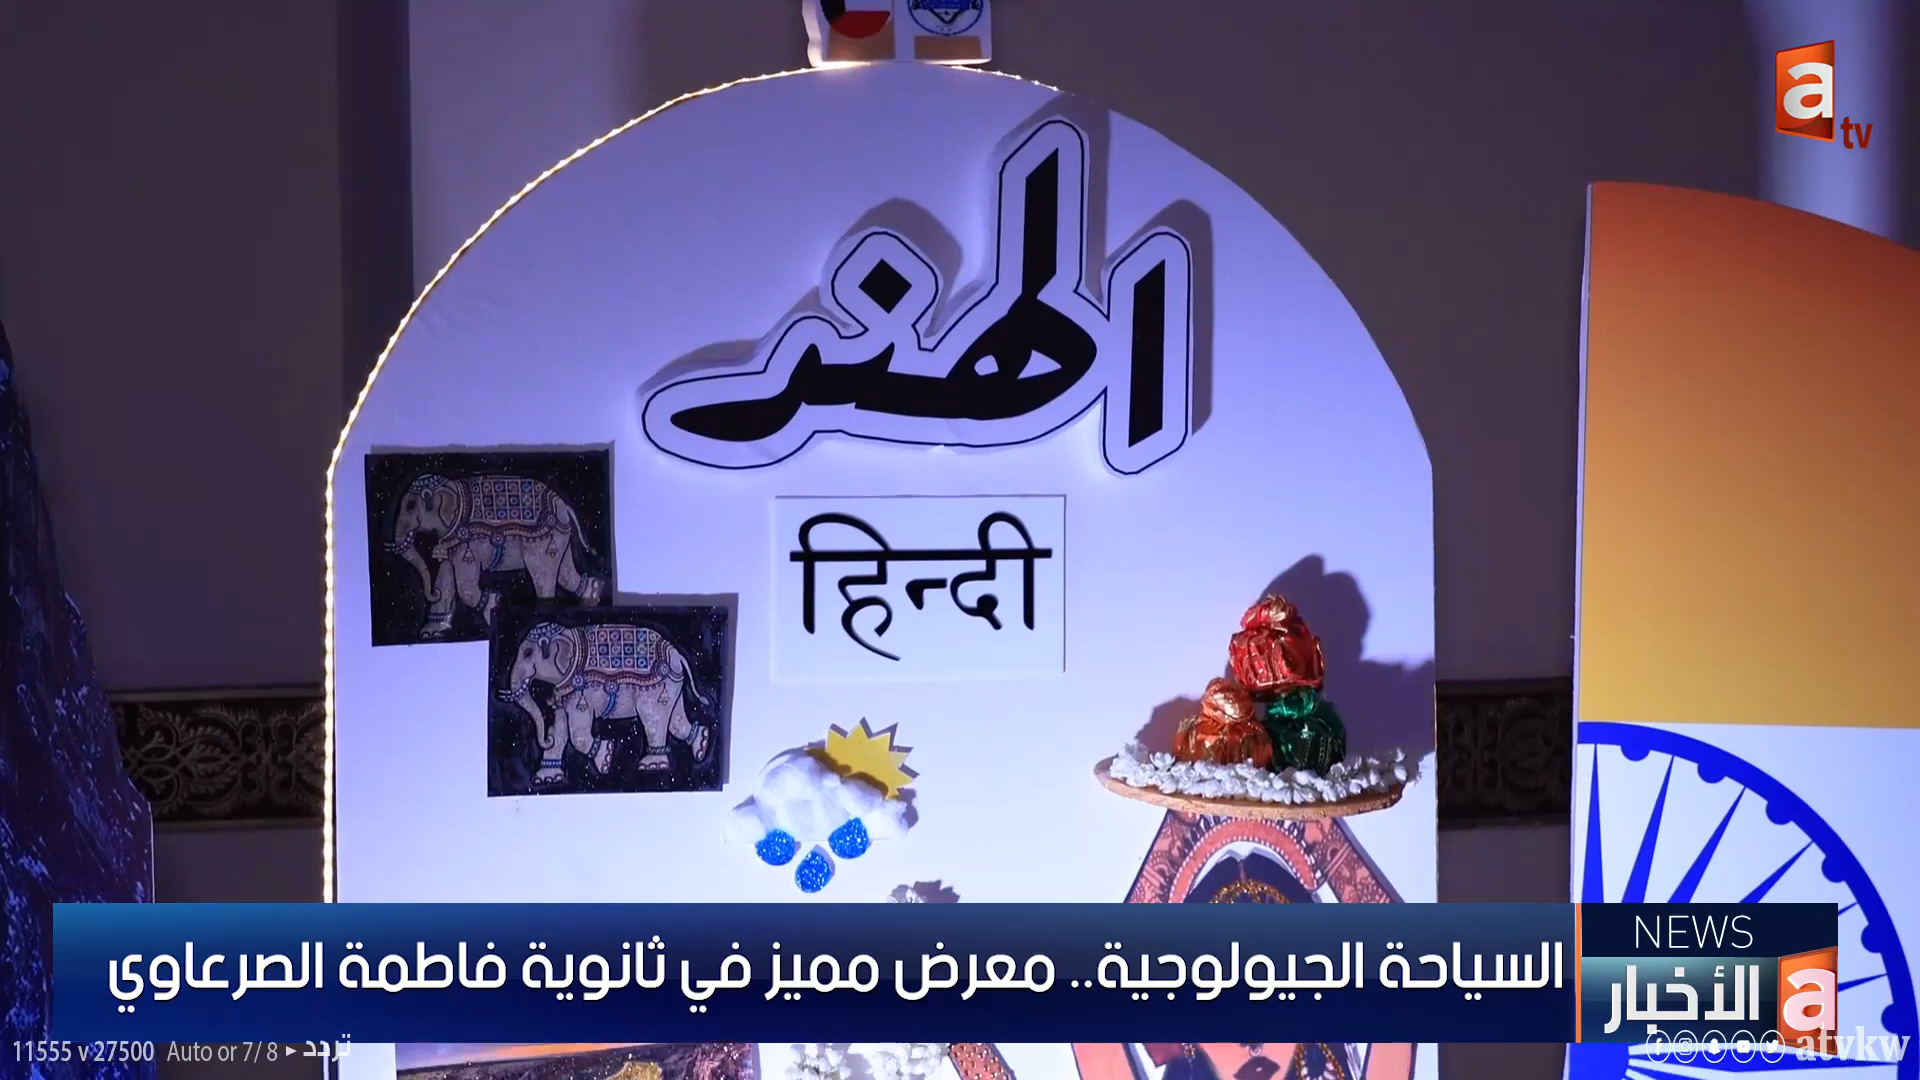 a tv
الهند
हिन्दी
NEWS
السياحة الجيولوجية.. معرض مميز في ثانوية فاطمة الصرعاوي
الأخبار
a
11555 v 27500 Auto or 7/8 ▸ تردد
atvkw